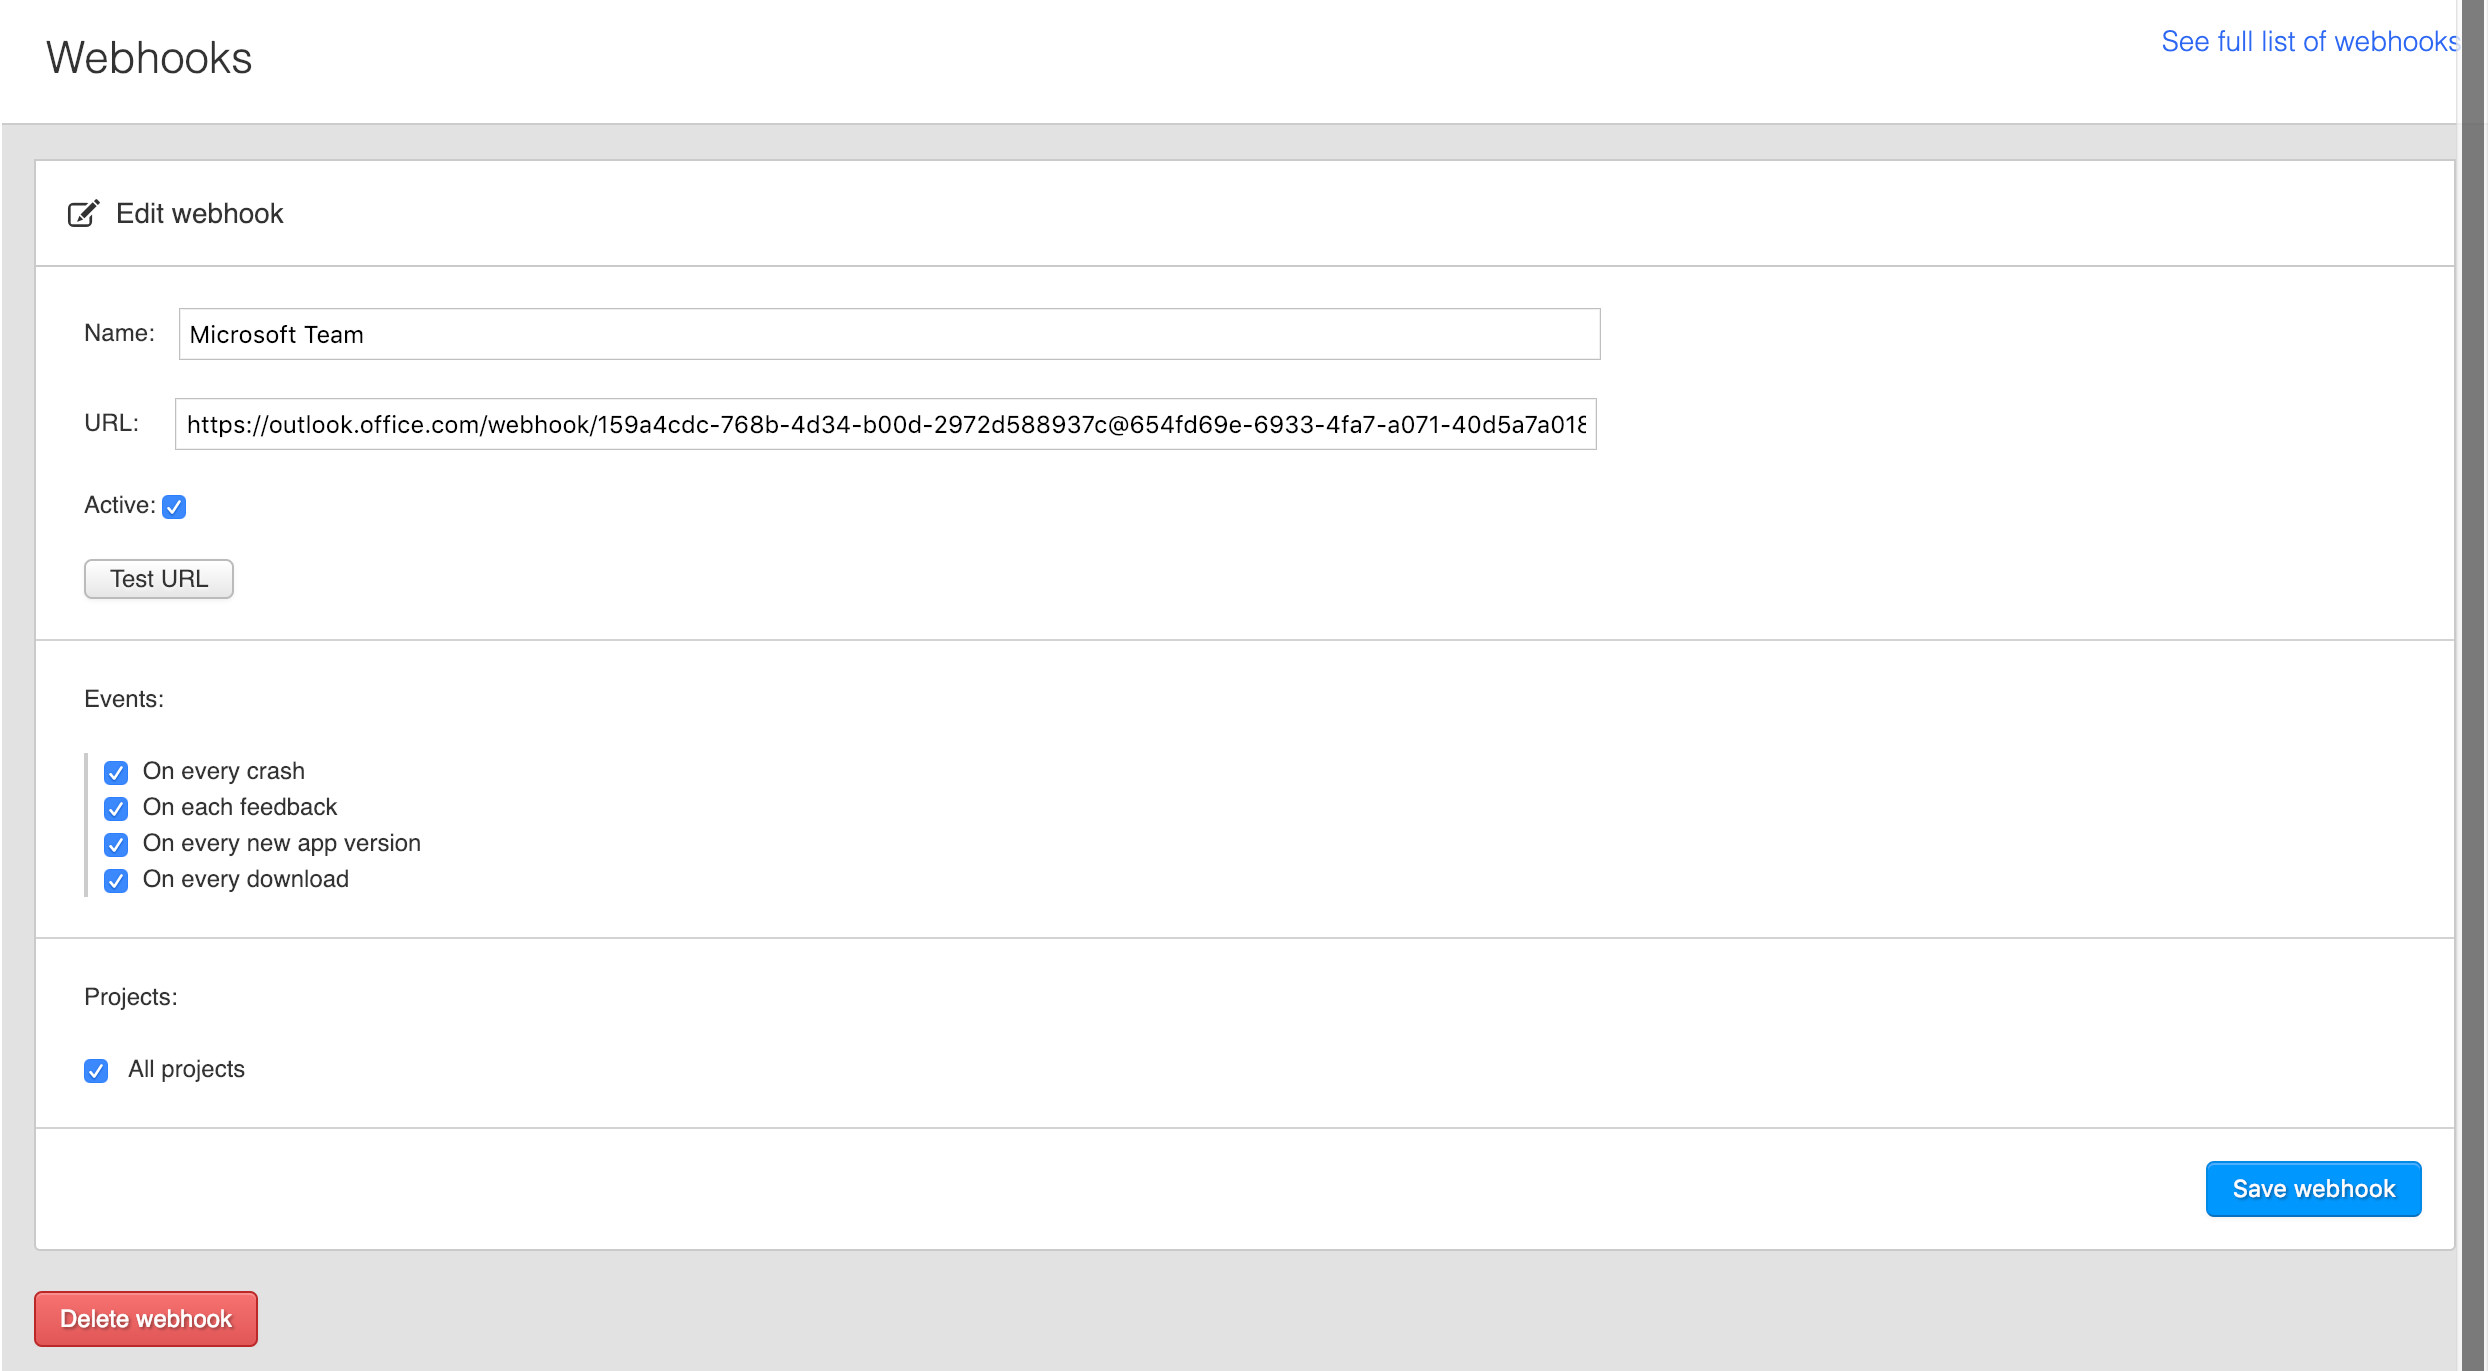 Webhooks
See full list of webhooks
Edit webhook
Name: Microsoft Team
URL: https://outlook.office.com/webhook/159a4cdc-768b-4d34-b00d-2972d588937c@654fd69e-6933-4fa7-a071-40d5a7a018
Active:
Test URL
Events:
On every crash
On each feedback
On every new app version
On every download
Projects:
All projects
Save webhook
Delete webhook